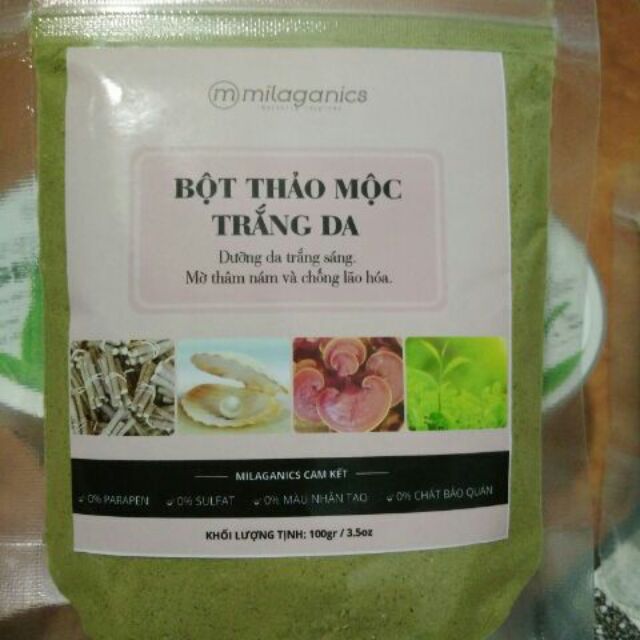 milaganics
BỘT THẢO MỘC
TRẮNG DA
Dưỡng da trắng sáng.
Mờ thâm nám và chống lão hóa.
MILAGANICS CAM KẾT
0% PARAPEN 0% SULFAT 0% MÀU NHÂN TẠO 0% CHẤT BẢO QUẢN
KHỐI LƯỢNG TỊNH: 100gr / 3.5oz